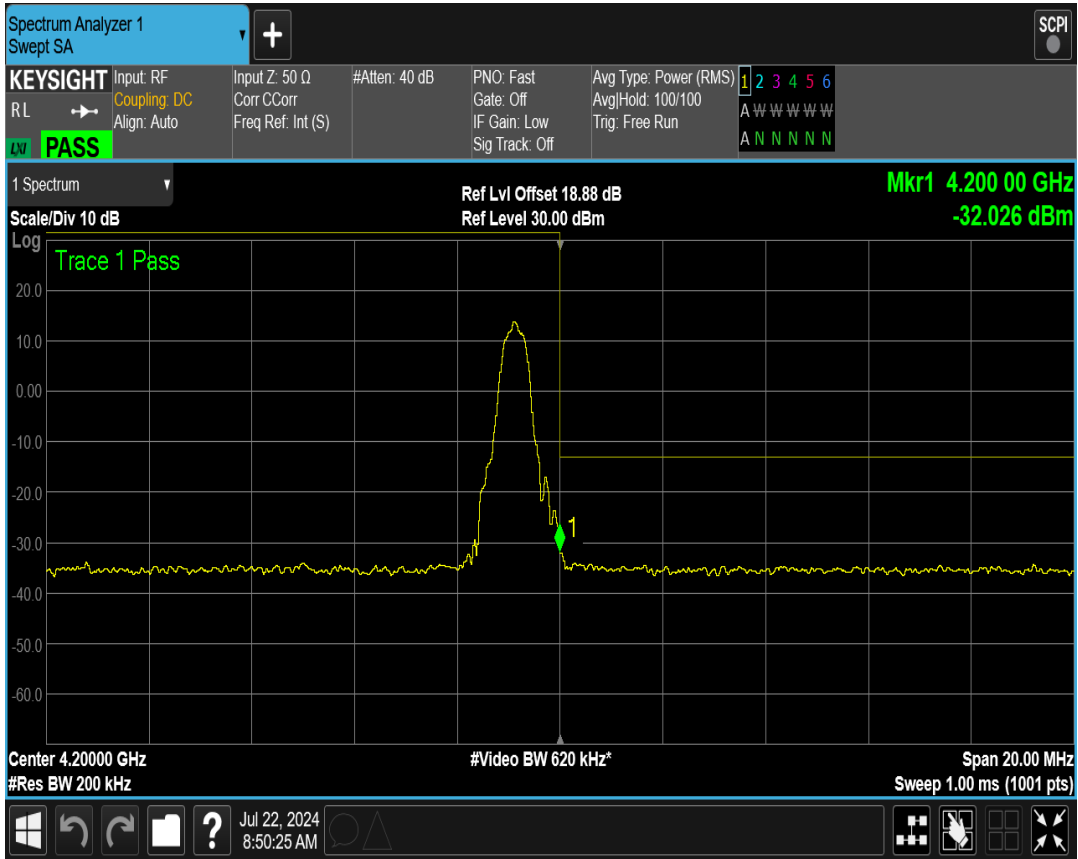 Spectrum Analyzer 1
Swept SA
+
SCPI
KEYSIGHT
RL
LXI PASS
Input: RF
Coupling: DC
Align: Auto
Input Z: 50 Ω
Corr CCorr
Freq Ref: Int (S)
#Atten: 40 dB
PNO: Fast
Gate: Off
IF Gain: Low
Sig Track: Off
Avg Type: Power (RMS)
Avg|Hold: 100/100
Trig: Free Run
1 2 3 4 5 6
A W W W W W
A N N N N N
1 Spectrum
Scale/Div 10 dB
Ref Lvl Offset 18.88 dB
Ref Level 30.00 dBm
Mkr1 4.200 00 GHz
-32.026 dBm
Log
Trace 1 Pass
20.0
10.0
0.00
-10.0
-20.0
1
-30.0
-40.0
-50.0
-60.0
Center 4.20000 GHz
#Video BW 620 kHz*
Span 20.00 MHz
#Res BW 200 kHz
Sweep 1.00 ms (1001 pts)
?
Jul 22, 2024
8:50:25 AM